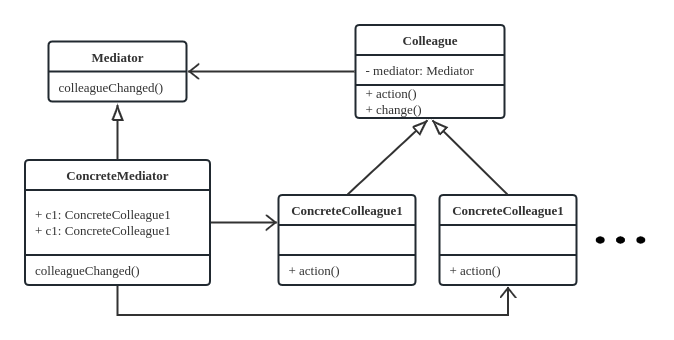 Mediator
colleagueChanged()
Colleague
- mediator: Mediator
+ action()
+ change()
ConcreteMediator
+ c1: ConcreteColleague1
+ c1: ConcreteColleague1
colleagueChanged()
ConcreteColleague1
+ action()
ConcreteColleague1
+ action()